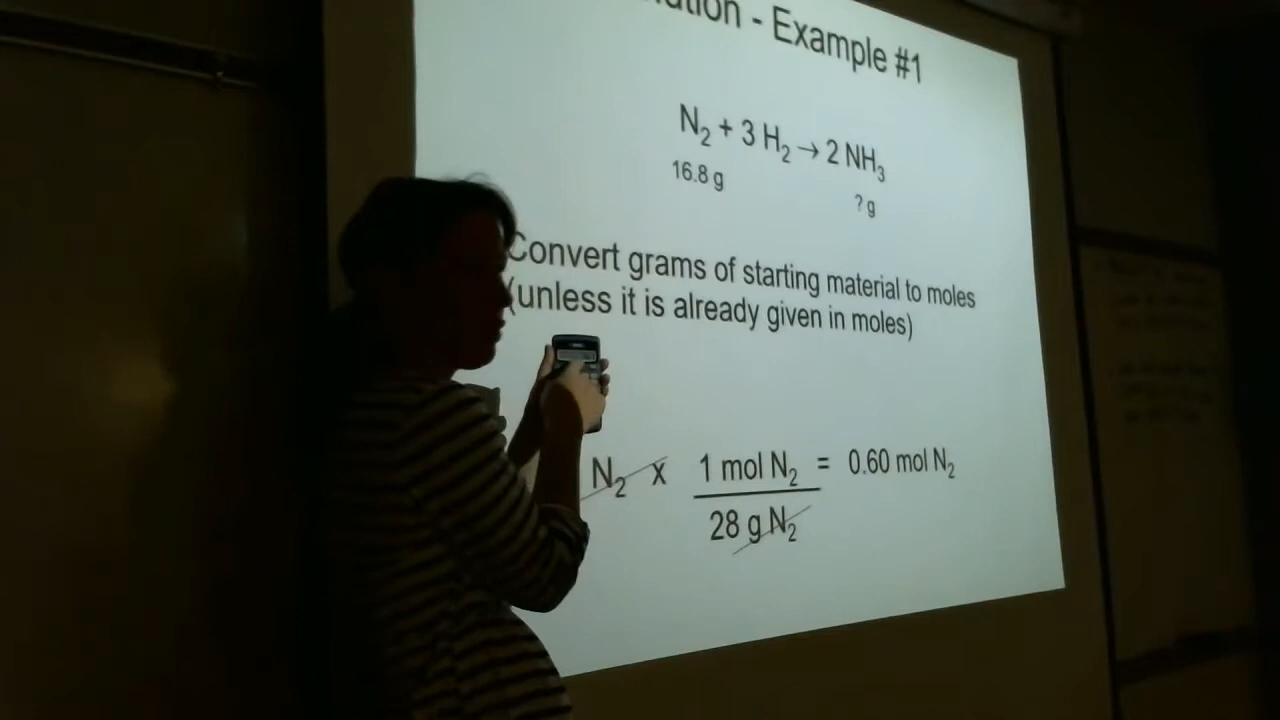 - Example #1
N₂ + 3 H₂ → 2 NH₃
16.8 g
? g
Convert grams of starting material to moles
(unless it is already given in moles)
N₂ x 1 mol N₂ = 0.60 mol N₂
28 g N₂